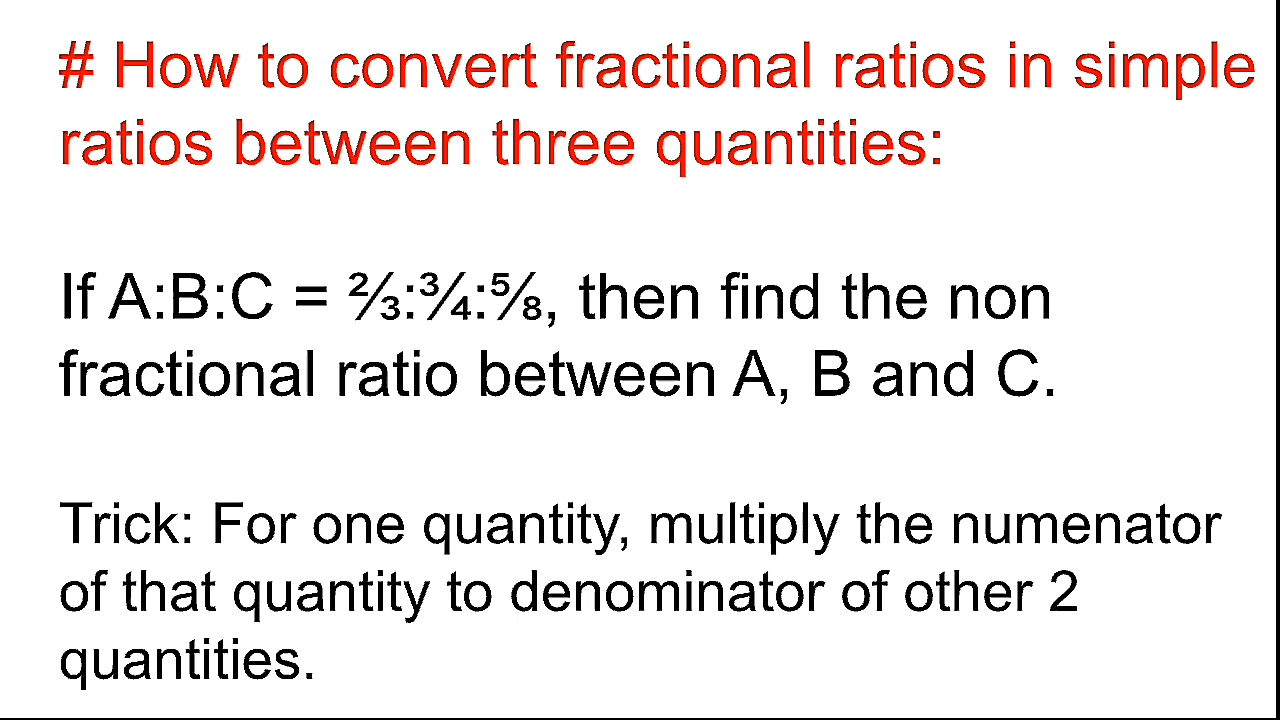 # How to convert fractional ratios in simple
ratios between three quantities:
If A:B:C = ⅔:¾:⅝, then find the non
fractional ratio between A, B and C.
Trick: For one quantity, multiply the numenator
of that quantity to denominator of other 2
quantities.